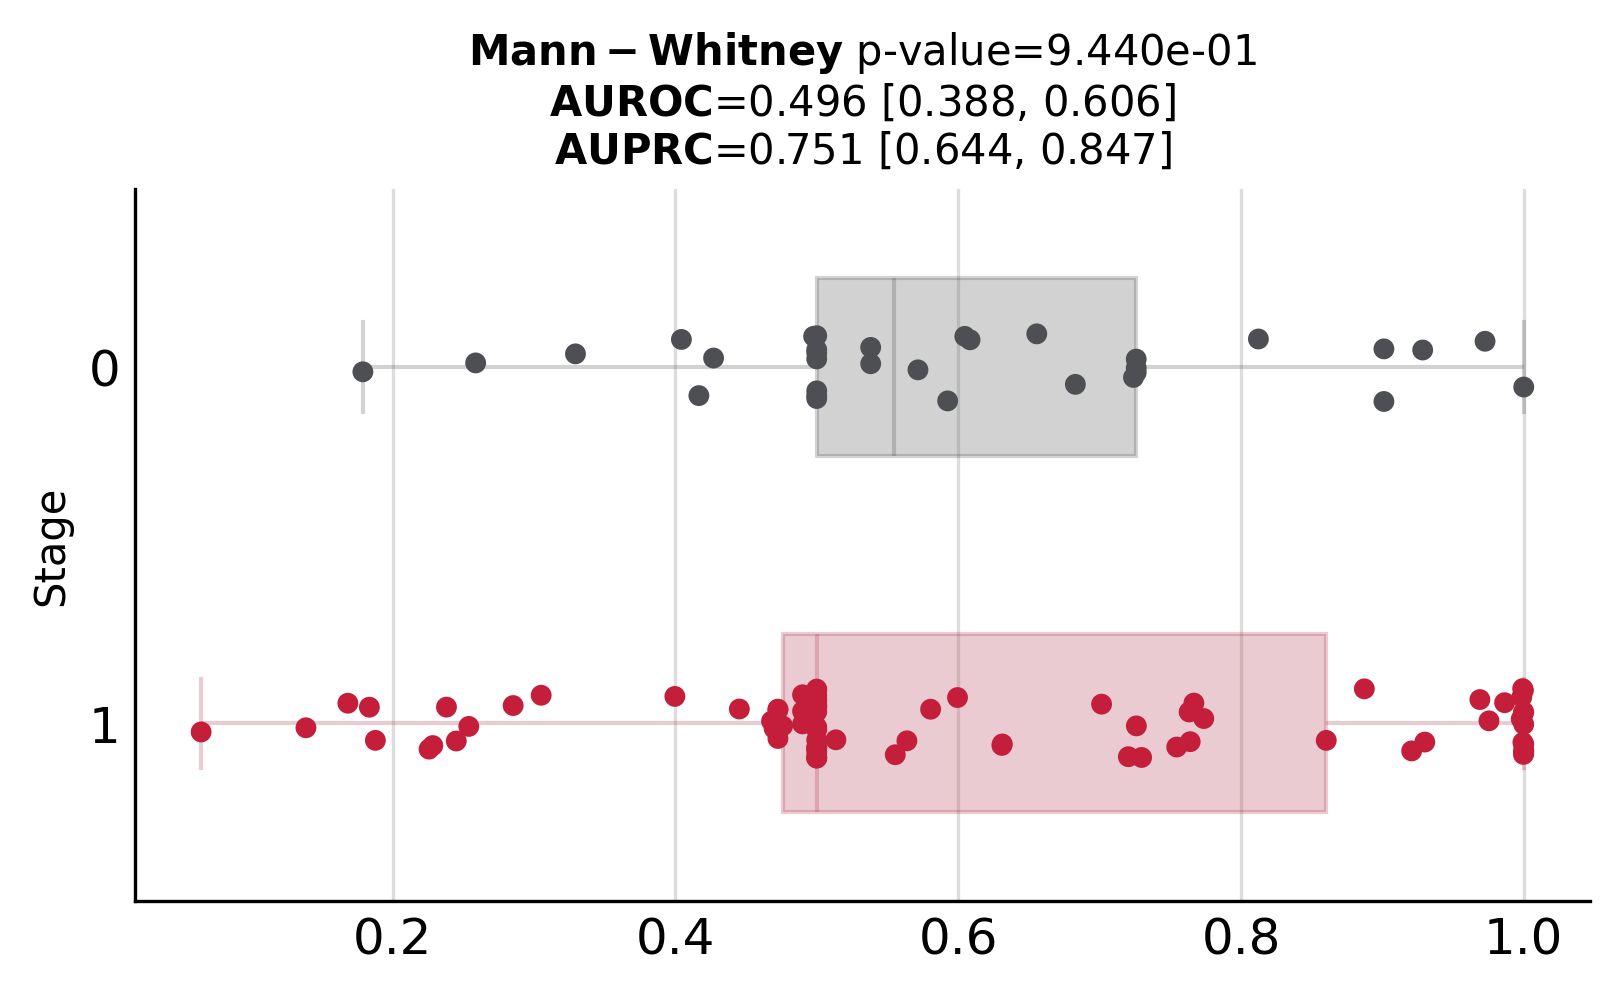 Mann − Whitney p-value=9.440e-01
AUROC=0.496 [0.388, 0.606]
AUPRC=0.751 [0.644, 0.847]
0
Stage
1
0.2 0.4 0.6 0.8 1.0